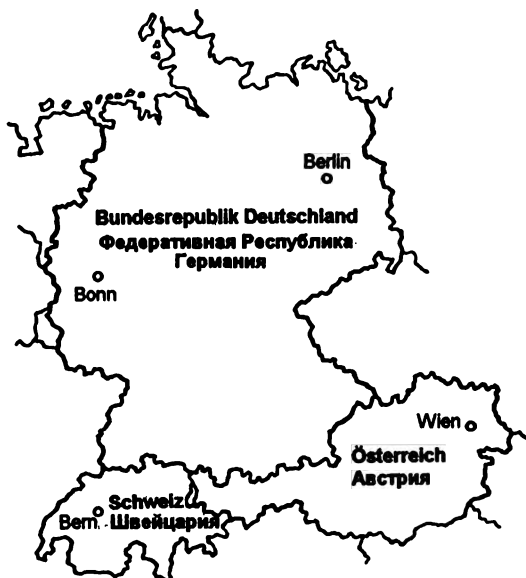 Berlin
Bundesrepublik Deutschland
Федеративная Республика
Германия
Bonn
Wien
Österreich
Австрия
Schweiz
Bern
Швейцария